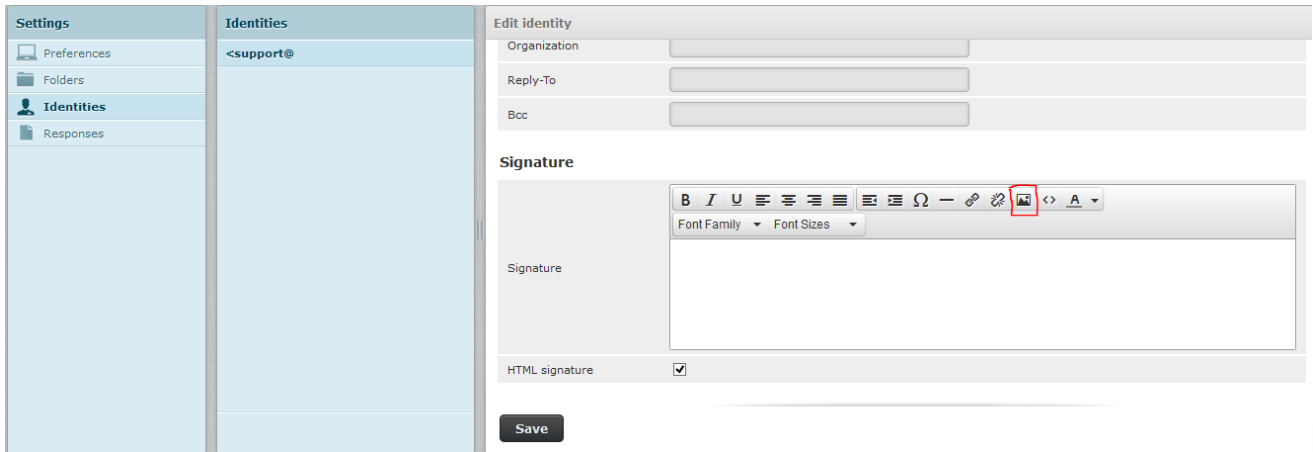 Settings
Preferences
Folders
Identities
Responses
Identities
<support@
Edit identity
Organization
Reply-To
Bcc
Signature
Signature
B I U Ω — <> A
Font Family Font Sizes
HTML signature
Save